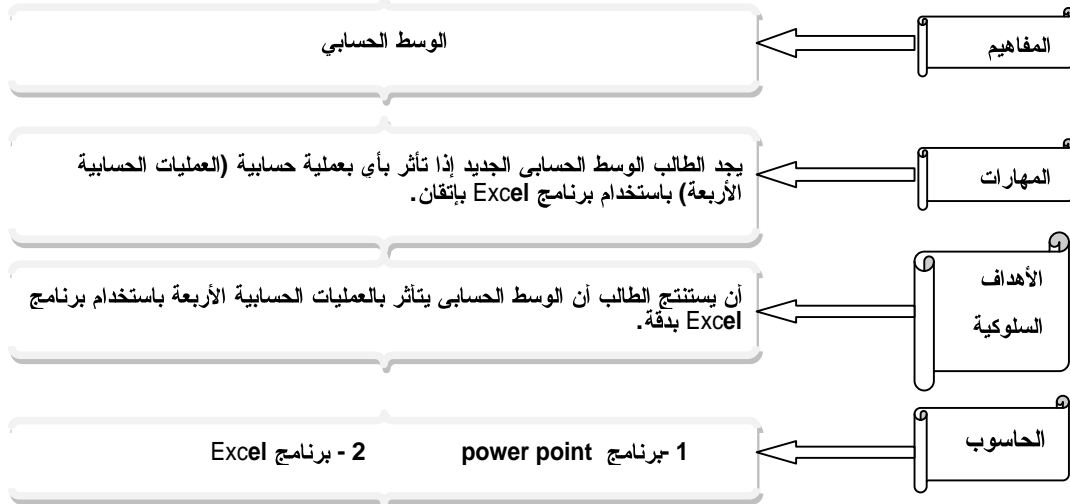 المفاهيم
الوسط الحسابي
المهارات
يجد الطالب الوسط الحسابى الجديد إذا تأثر بأي بعملية حسابية (العمليات الحسابية
الأربعة) باستخدام برنامج Excel بإتقان.
الأهداف
السلوكية
أن يستنتج الطالب أن الوسط الحسابى يتأثر بالعمليات الحسابية الأربعة باستخدام برنامج
Excel بدقة.
الحاسوب
1 -برنامج power point 2 - برنامج Excel